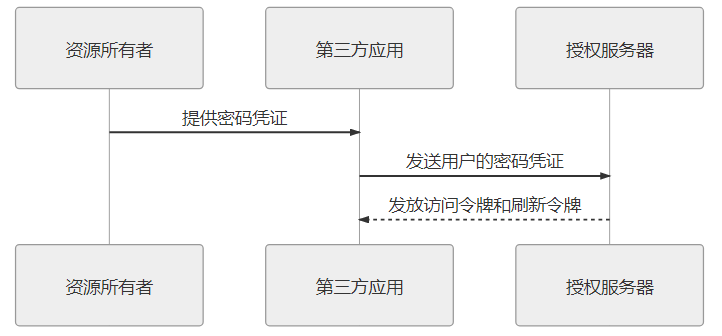 资源所有者
第三方应用
授权服务器
提供密码凭证
发送用户的密码凭证
发放访问令牌和刷新令牌
资源所有者
第三方应用
授权服务器